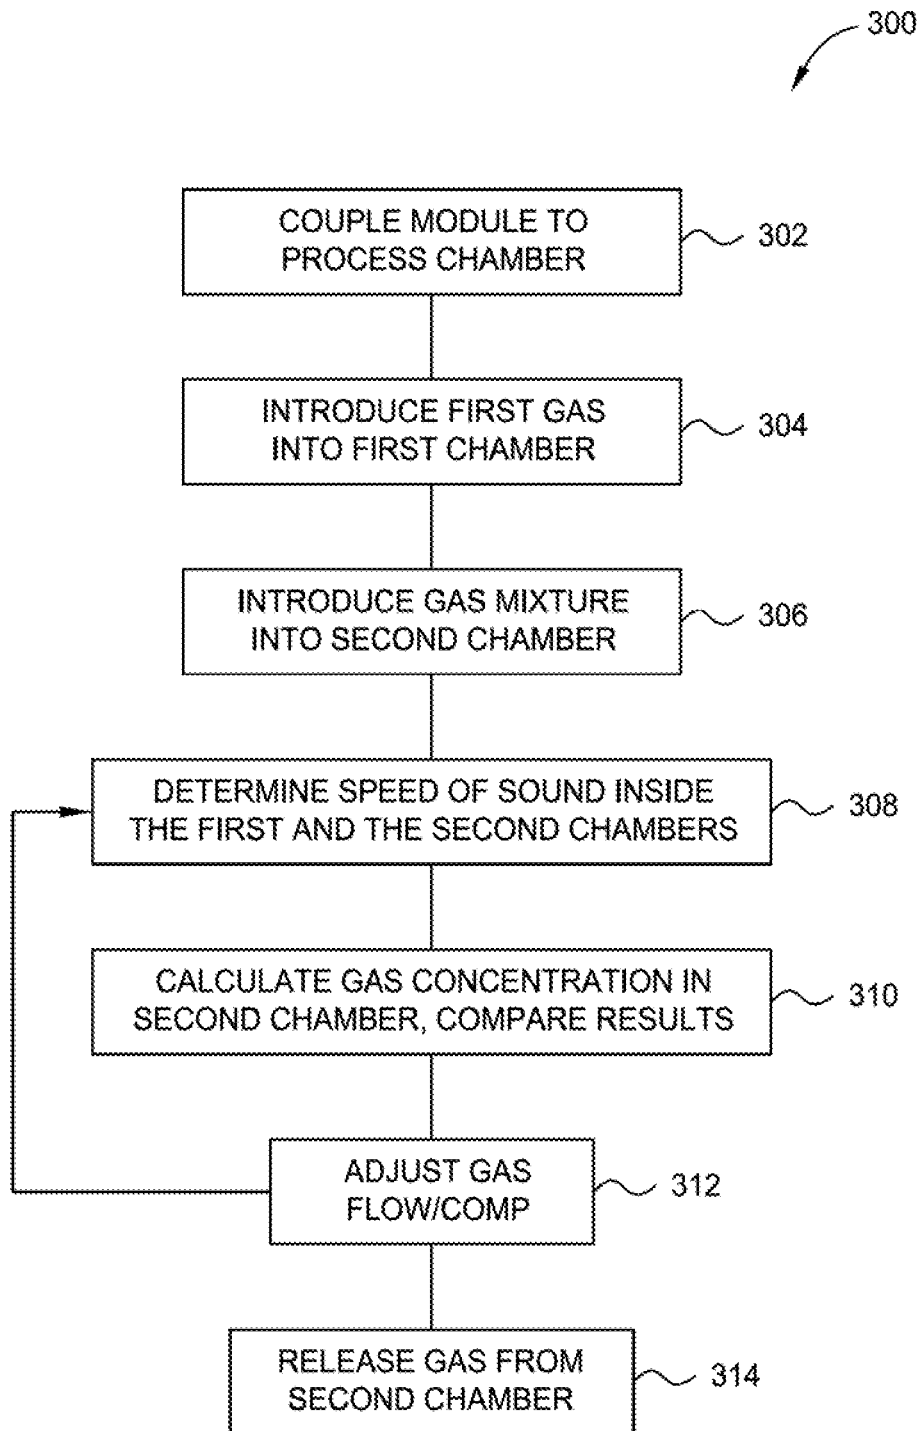 300
COUPLE MODULE TO
PROCESS CHAMBER
302
INTRODUCE FIRST GAS
INTO FIRST CHAMBER
304
INTRODUCE GAS MIXTURE
INTO SECOND CHAMBER
306
DETERMINE SPEED OF SOUND INSIDE
THE FIRST AND THE SECOND CHAMBERS
308
CALCULATE GAS CONCENTRATION IN
SECOND CHAMBER, COMPARE RESULTS
310
ADJUST GAS
FLOW/COMP
312
RELEASE GAS FROM
SECOND CHAMBER
314